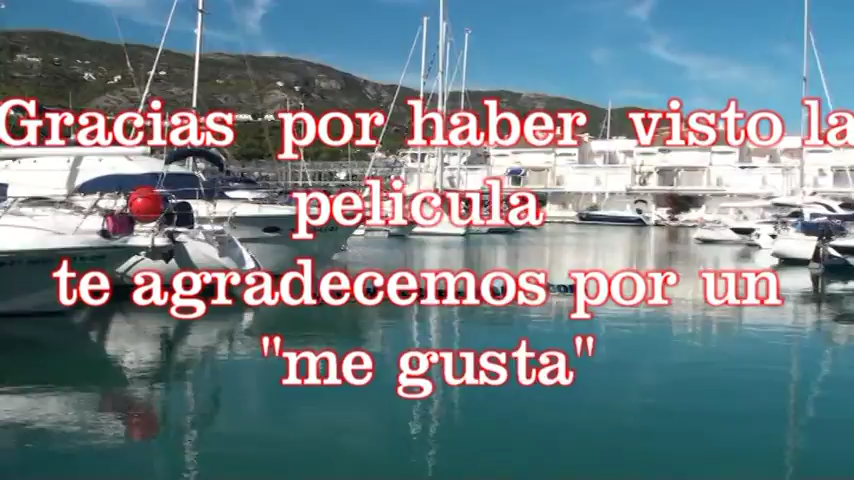 Gracias por haber visto la
pelicula
te agradecemos por un
"me gusta"